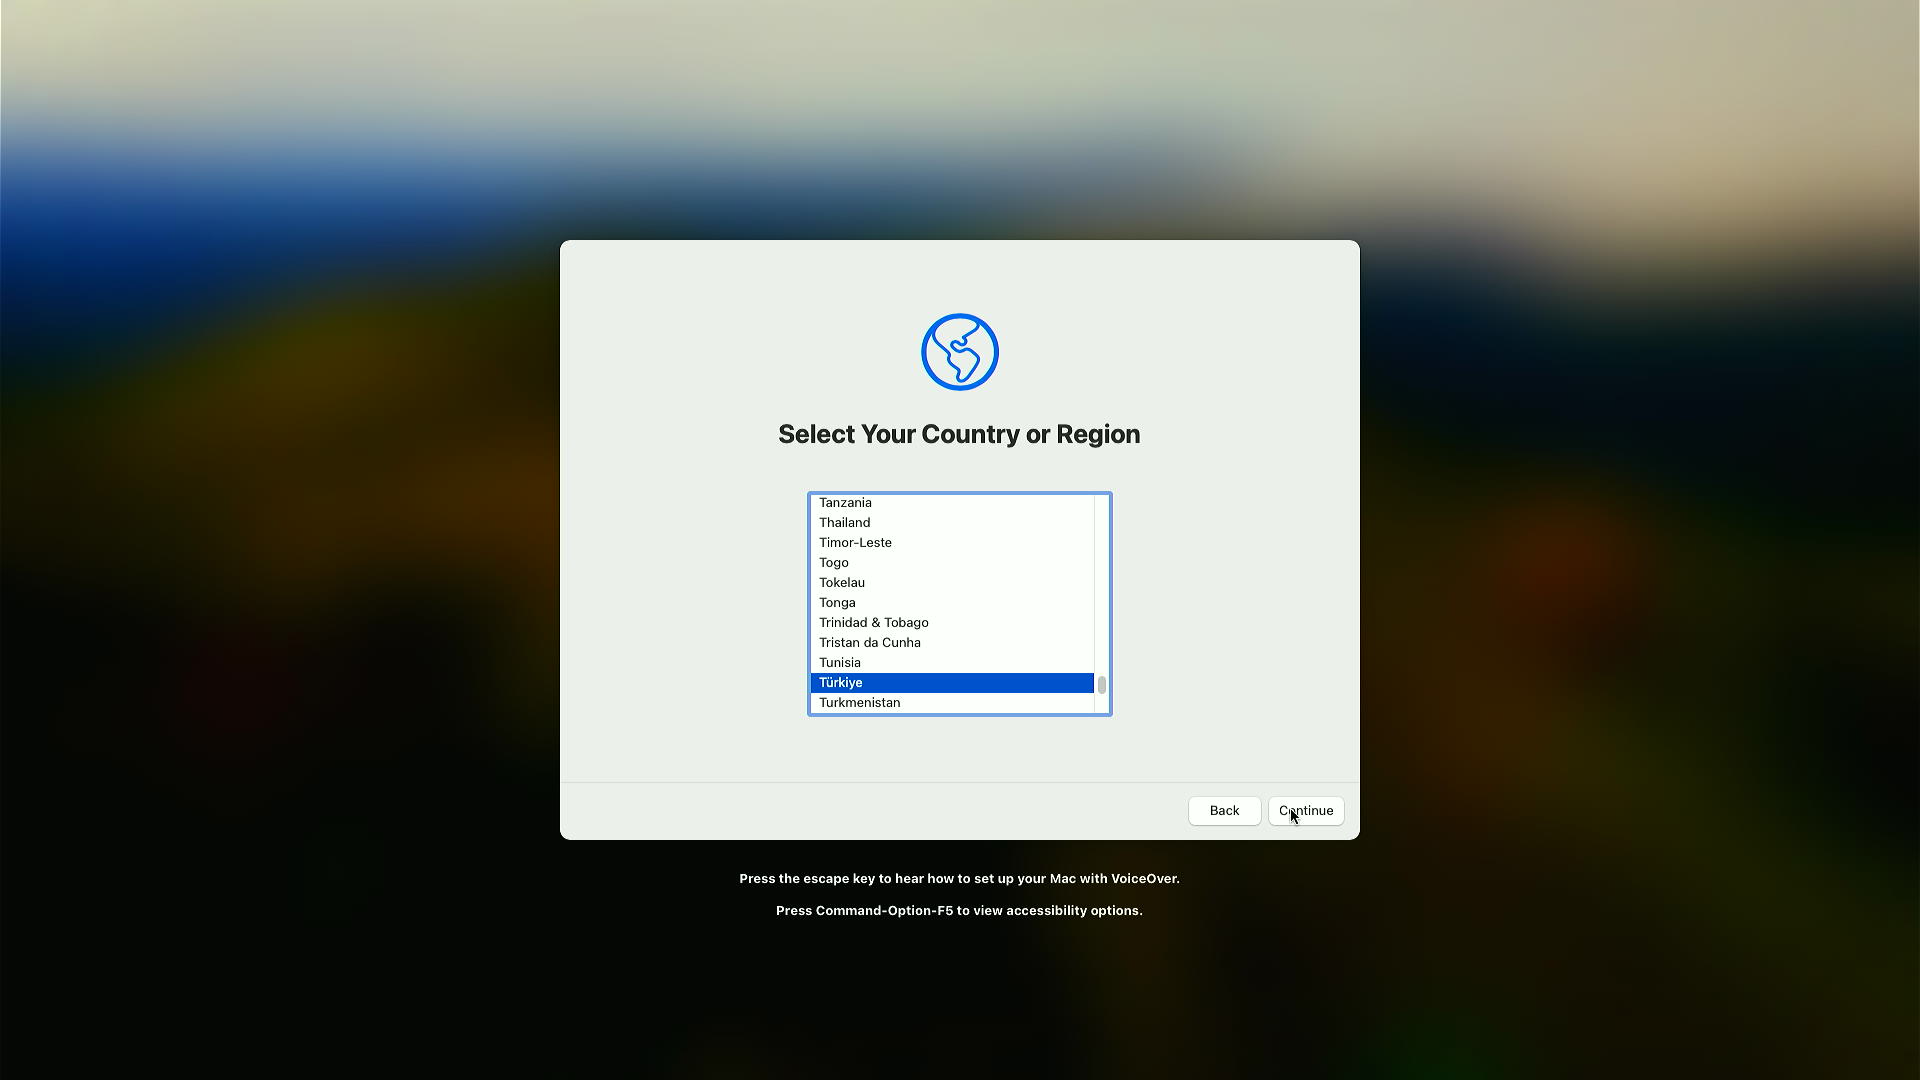 Select Your Country or Region
Tanzania
Thailand
Timor-Leste
Togo
Tokelau
Tonga
Trinidad & Tobago
Tristan da Cunha
Tunisia
Türkiye
Turkmenistan
Back
Continue
Press the escape key to hear how to set up your Mac with VoiceOver.
Press Command-Option-F5 to view accessibility options.